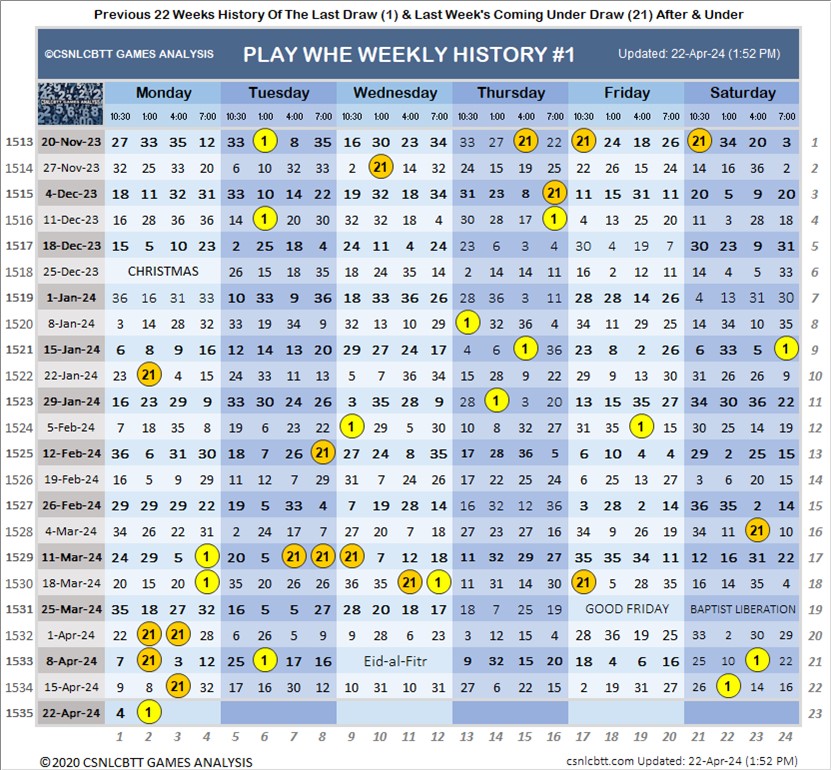 Previous 22 Weeks History Of The Last Draw (1) & Last Week's Coming Under Draw (21) After & Under
©CSNLCBTT GAMES ANALYSIS PLAY WHE WEEKLY HISTORY #1 Updated: 22-Apr-24 (1:52 PM)
CSNLCBTT GAMES ANALYSIS Monday Tuesday Wednesday Thursday Friday Saturday
10:30 1:00 4:00 7:00 10:30 1:00 4:00 7:00 10:30 1:00 4:00 7:00 10:30 1:00 4:00 7:00 10:30 1:00 4:00 7:00 10:30 1:00 4:00 7:00
1513 20-Nov-23 27 33 35 12 33 1 8 35 16 30 23 34 33 27 21 22 21 24 18 26 21 34 20 3 1
1514 27-Nov-23 32 25 33 20 6 10 32 33 2 21 14 32 24 15 19 25 22 26 15 24 14 16 36 2 2
1515 4-Dec-23 18 11 32 31 33 10 14 22 19 32 18 34 31 23 8 21 11 15 31 11 20 5 9 20 3
1516 11-Dec-23 16 28 36 36 14 1 20 30 32 32 18 4 30 28 17 1 4 13 25 20 11 3 28 18 4
1517 18-Dec-23 15 5 10 23 2 25 18 4 24 11 4 24 23 6 3 4 30 4 19 7 30 23 9 31 5
1518 25-Dec-23 CHRISTMAS 26 15 18 35 18 24 35 14 2 14 14 11 16 2 12 11 14 4 5 33 6
1519 1-Jan-24 36 16 31 33 10 33 9 36 18 33 36 26 28 36 3 11 28 28 14 26 4 13 31 30 7
1520 8-Jan-24 3 14 28 32 33 19 34 9 32 13 10 29 1 32 36 4 34 11 29 25 14 34 10 35 8
1521 15-Jan-24 6 8 9 16 12 14 13 20 29 27 24 17 4 6 1 36 23 8 2 26 6 33 5 1 9
1522 22-Jan-24 23 21 4 15 24 33 11 13 5 7 36 34 15 28 9 22 29 9 13 30 31 26 26 9 10
1523 29-Jan-24 16 23 29 9 33 30 24 26 3 35 28 9 28 1 3 20 13 15 35 27 34 30 36 22 11
1524 5-Feb-24 7 18 35 8 19 6 23 22 1 29 5 30 10 8 32 27 31 35 1 15 30 25 14 19 12
1525 12-Feb-24 36 6 31 30 18 7 26 21 27 24 8 35 17 28 36 5 6 10 4 4 29 2 25 15 13
1526 19-Feb-24 16 5 9 29 11 12 7 29 31 7 24 26 17 22 25 24 6 25 13 27 3 6 20 15 14
1527 26-Feb-24 29 29 29 22 19 5 33 4 7 19 28 14 16 32 12 36 3 28 2 14 36 35 2 14 15
1528 4-Mar-24 34 26 22 31 2 24 17 7 27 20 7 18 27 23 27 16 34 9 26 19 34 11 21 10 16
1529 11-Mar-24 24 29 5 1 20 5 21 21 21 7 12 18 11 32 29 27 35 35 34 11 12 16 31 22 17
1530 18-Mar-24 20 15 20 1 35 20 26 26 36 35 21 1 11 31 14 30 21 5 28 35 16 14 35 4 18
1531 25-Mar-24 35 18 27 32 16 5 5 27 28 20 18 17 18 7 25 19 GOOD FRIDAY BAPTIST LIBERATION 19
1532 1-Apr-24 22 21 21 28 6 26 5 9 9 28 6 23 3 12 15 4 28 36 19 25 33 2 30 29 20
1533 8-Apr-24 7 21 3 12 25 1 17 16 Eid-al-Fitr 9 32 15 20 18 4 6 16 25 10 1 22 21
1534 15-Apr-24 9 8 21 32 17 16 30 12 10 31 10 31 27 6 22 15 2 19 31 27 26 1 14 16 22
1535 22-Apr-24 4 1 23
1 2 3 4 5 6 7 8 9 10 11 12 13 14 15 16 17 18 19 20 21 22 23 24
©2020 CSNLCBTT GAMES ANALYSIS csnlcbtt.com Updated: 22-Apr-24 (1:52 PM)